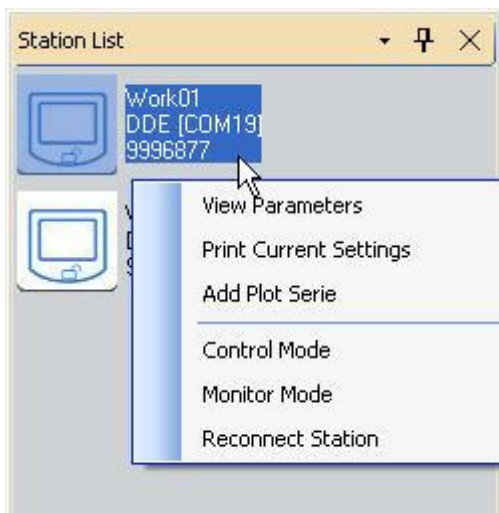 Station List
Work01
DDE [COM19]
9996877
View Parameters
Print Current Settings
Add Plot Serie
Control Mode
Monitor Mode
Reconnect Station